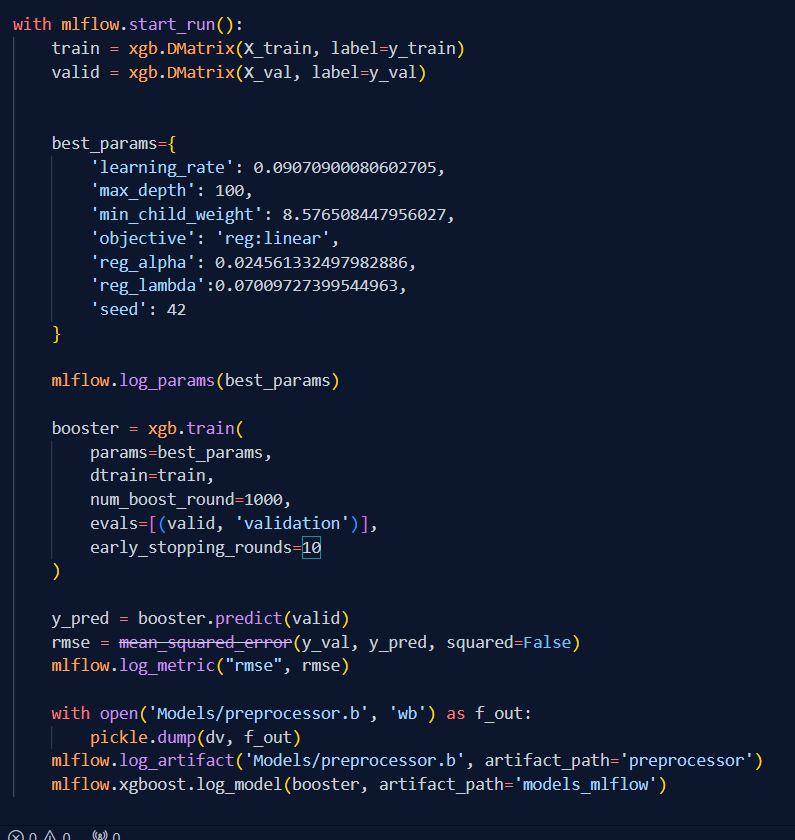 with mlflow.start_run():
    train = xgb.DMatrix(X_train, label=y_train)
    valid = xgb.DMatrix(X_val, label=y_val)
    best_params={
        'learning_rate': 0.09070900080602705,
        'max_depth': 100,
        'min_child_weight': 8.576508447956027,
        'objective': 'reg:linear',
        'reg_alpha': 0.024561332497982886,
        'reg_lambda':0.07009727399544963,
        'seed': 42
    }
    mlflow.log_params(best_params)
    booster = xgb.train(
        params=best_params,
        dtrain=train,
        num_boost_round=1000,
        evals=[(valid, 'validation')],
        early_stopping_rounds=10
    )
    y_pred = booster.predict(valid)
    rmse = mean_squared_error(y_val, y_pred, squared=False)
    mlflow.log_metric("rmse", rmse)
    with open('Models/preprocessor.b', 'wb') as f_out:
        pickle.dump(dv, f_out)
    mlflow.log_artifact('Models/preprocessor.b', artifact_path='preprocessor')
    mlflow.xgboost.log_model(booster, artifact_path='models_mlflow')
0 0 0